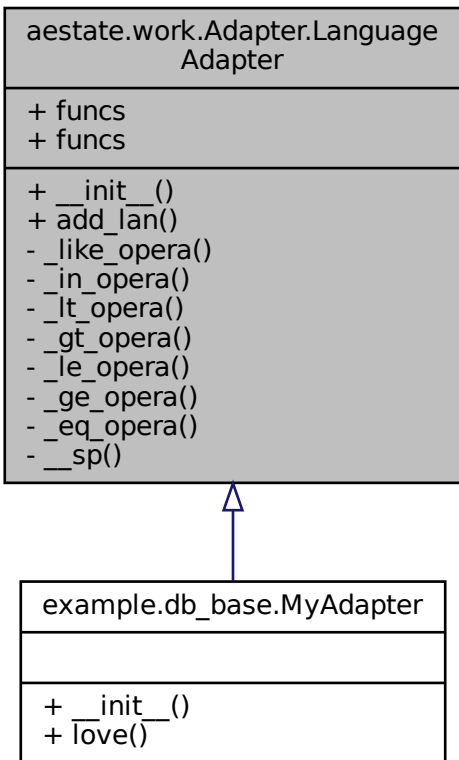 aestate.work.Adapter.Language
Adapter
+ funcs
+ funcs
+ __init__()
+ add_lan()
- _like_opera()
- _in_opera()
- _lt_opera()
- _gt_opera()
- _le_opera()
- _ge_opera()
- _eq_opera()
- __sp()
example.db_base.MyAdapter
+ __init__()
+ love()